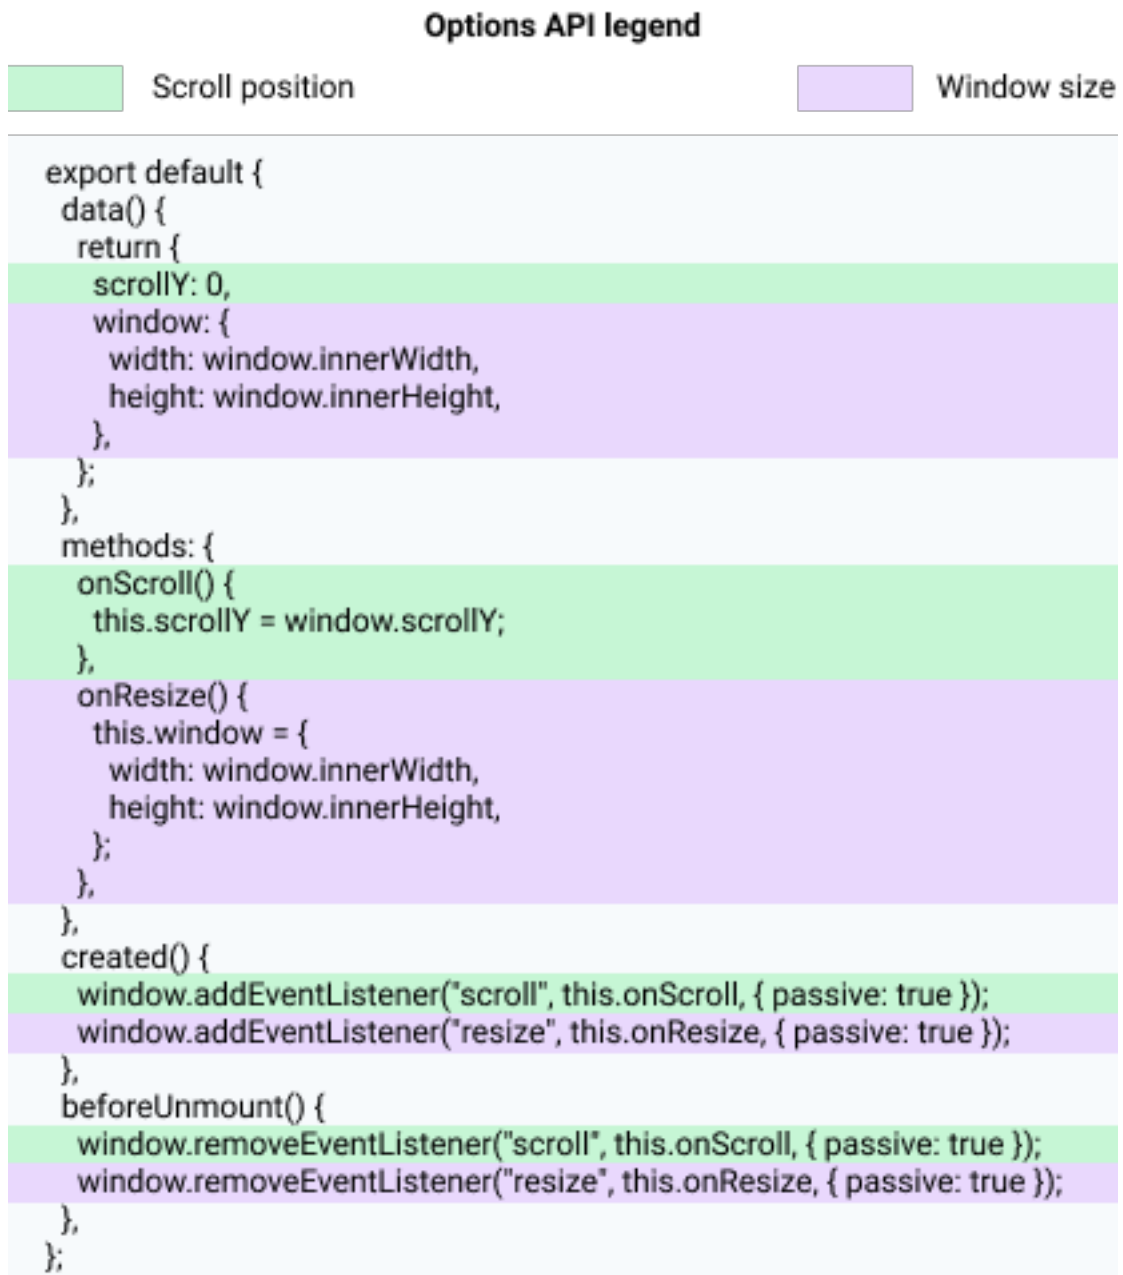 Options API legend
Scroll position
Window size
export default {
data() {
return {
scrollY: 0,
window: {
width: window.innerWidth,
height: window.innerHeight,
},
};
},
methods: {
onScroll() {
this.scrollY = window.scrollY;
},
onResize() {
this.window = {
width: window.innerWidth,
height: window.innerHeight,
};
},
},
created() {
window.addEventListener("scroll", this.onScroll, { passive: true });
window.addEventListener("resize", this.onResize, { passive: true });
},
beforeUnmount() {
window.removeEventListener("scroll", this.onScroll, { passive: true });
window.removeEventListener("resize", this.onResize, { passive: true });
},
};